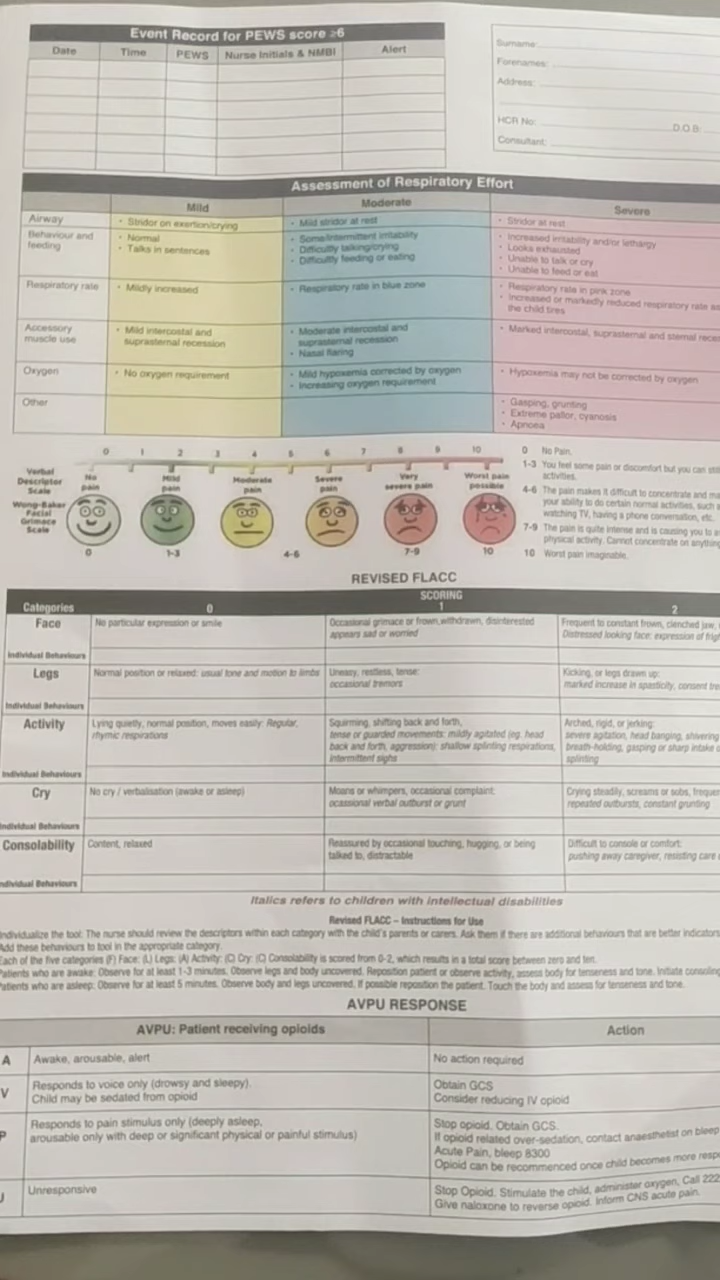 Event Record for PEWS score ≥6
Date Time PEWS Nurse Initials & NMBI Alert
Surname:
Forenames:
Address:
HCR No: D.O.B:
Consultant:
Assessment of Respiratory Effort
Mild Moderate Severe
Airway
• Stridor on exertion/crying
• Mild stridor at rest
• Stridor at rest
Behaviour and
feeding
• Normal
• Talks in sentences
• Some/intermittent irritability
• Difficulty talking/crying
• Difficulty feeding or eating
• Increased irritability and/or lethargy
• Looks exhausted
• Unable to talk or cry
• Unable to feed or eat
Respiratory rate
• Mildly increased
• Respiratory rate in blue zone
• Respiratory rate in pink zone
• Increased or markedly reduced respiratory rate as
the child tires
Accessory
muscle use
• Mild intercostal and
suprasternal recession
• Moderate intercostal and
suprasternal recession
• Nasal flaring
• Marked intercostal, suprasternal and sternal
Oxygen
• No oxygen requirement
• Mild hypoxemia corrected by oxygen
• Increasing oxygen requirement
• Hypoxemia may not be corrected by oxygen
Other
• Gasping, grunting
• Extreme pallor, cyanosis
• Apnoea
0 1 2 3 4 5 6 7 8 9 10
Verbal
Descriptor
Scale
No
pain
Mild
pain
Moderate
pain
Severe
pain
Very
severe pain
Worst pain
possible
Wong-Baker
Facial
Grimace
Scale
0 1-3 4-6 7-9 10
0 No Pain.
1-3 You feel some pain or discomfort but you can still
activities.
4-6 The pain makes it difficult to concentrate and
your ability to do certain normal activities, such
watching TV, having a phone conversation, etc.
7-9 The pain is quite intense and is causing you to
physical activity. Cannot concentrate on anything
10 Worst pain imaginable.
REVISED FLACC
SCORING
Categories 0 1 2
Face
No particular expression or smile
Occasional grimace or frown, withdrawn, disinterested
appears sad or worried
Frequent to constant frown, clenched jaw,
Distressed looking face: expression of
Individual Behaviours
Legs
Normal position or relaxed: usual tone and motion to limbs
Uneasy, restless, tense:
occasional tremors
Kicking, or legs drawn up:
marked increase in spasticity, consent
Individual Behaviours
Activity
Lying quietly, normal position, moves easily: Regular,
rhymic respirations
Squirming, shifting back and forth,
tense or guarded movements: mildly agitated (eg. head
back and forth, aggression); shallow splinting respirations,
intermittent sighs
Arched, rigid, or jerking:
severe agitation, head banging, shivering
breath-holding, gasping or sharp intake
splinting
Individual Behaviours
Cry
No cry / verbalisation (awake or asleep)
Moans or whimpers, occasional complaint:
ocassional verbal outburst or grunt
Crying steadily, screams or sobs,
repeated outbursts, constant grunting
Individual Behaviours
Consolability
Content, relaxed
Reassured by occasional touching, hugging, or being
talked to, distractable
Difficult to console or comfort:
pushing away caregiver, resisting care
ndividual Behaviours
Italics refers to children with intellectual disabilities
Revised FLACC – Instructions for Use
Individualize the tool: The nurse should review the descriptors within each category with the child's parents or carers. Ask them if there are additional behaviours that are better indicators
Add these behaviours to tool in the appropriate category.
Each of the five categories (F) Face: (L) Legs: (A) Activity: (C) Cry: (C) Consolability is scored from 0-2, which results in a total score between zero and ten.
Patients who are awake: Observe for at least 1-3 minutes. Observe legs and body uncovered. Reposition patient or observe activity, assess body for tenseness and tone. Initiate
Patients who are asleep: Observe for at least 5 minutes. Observe body and legs uncovered. If possible reposition the patient. Touch the body and assess for tenseness and tone.
AVPU RESPONSE
AVPU: Patient receiving opioids Action
A Awake, arousable, alert
No action required
V Responds to voice only (drowsy and sleepy).
Child may be sedated from opioid
Obtain GCS
Consider reducing IV opioid
P Responds to pain stimulus only (deeply asleep,
arousable only with deep or significant physical or painful stimulus)
Stop opioid. Obtain GCS.
If opioid related over-sedation, contact anaesthetist on bleep
Acute Pain, bleep 8300
Opioid can be recommenced once child becomes more
Unresponsive
Stop Opioid. Stimulate the child, administer oxygen, Call 222
Give naloxone to reverse opioid. Inform CNS acute pain.